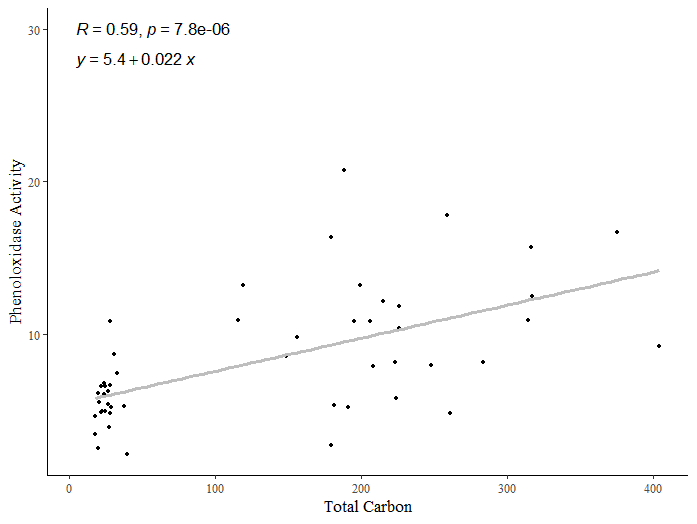 R = 0.59, p = 7.8e-06
y = 5.4 + 0.022 x
30
20
10
Phenoloxidase Activity
0 100 200 300 400
Total Carbon